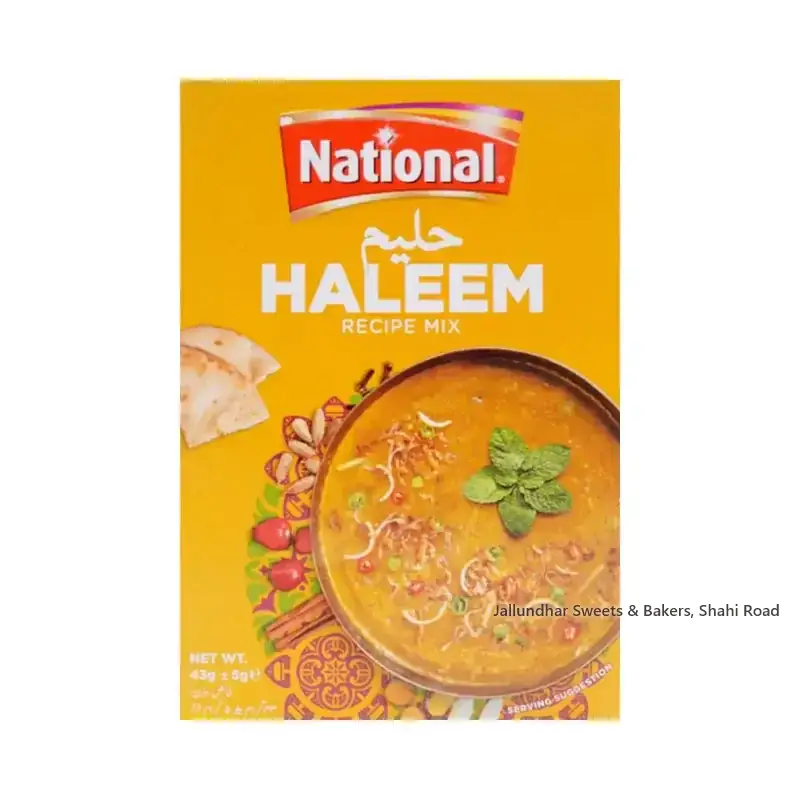 National
حلیم
HALEEM
RECIPE MIX
Jallundhar Sweets & Bakers, Shahi Road
NET WT.
43g ± 5g
SERVING SUGGESTION